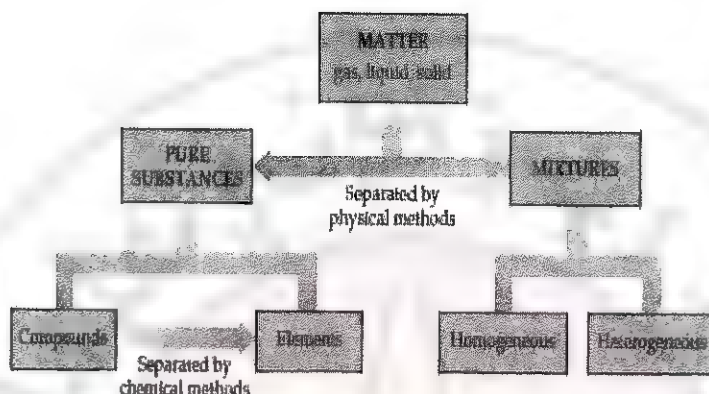 MATTER
gas, liquid, solid
PURE
SUBSTANCES
MIXTURES
Separated by
physical methods
Compounds
Elements
Homogeneous
Heterogeneous
Separated by
chemical methods